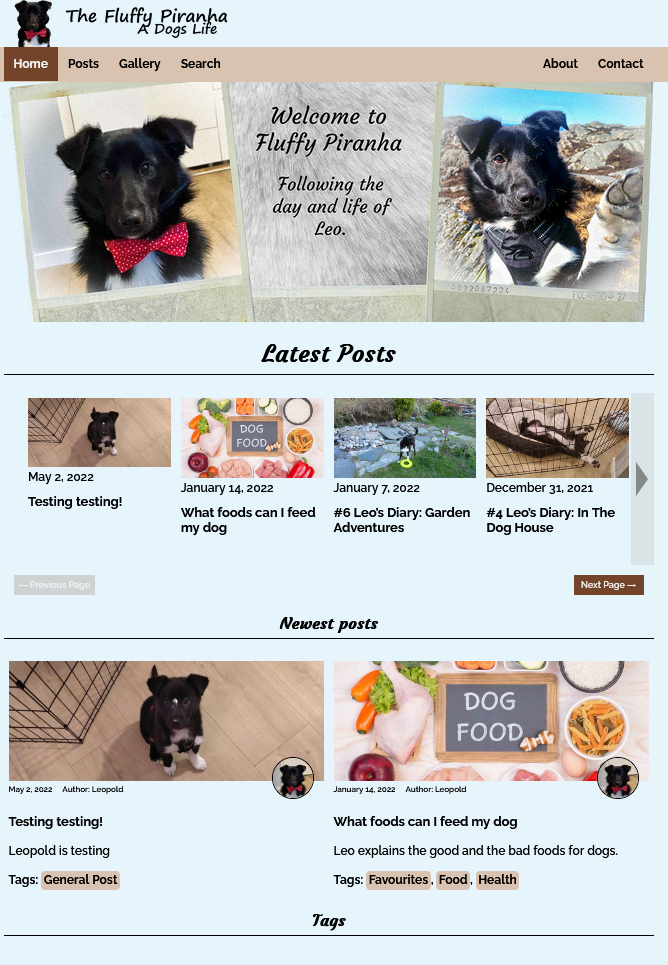 The Fluffy Piranha
A Dogs Life
Home Posts Gallery Search About Contact
Welcome to
Fluffy Piranha
Following the
day and life of
Leo.
5032087224
POLAROID © 37
Latest Posts
DOG
FOOD
May 2, 2022
Testing testing!
January 14, 2022
What foods can I feed
my dog
January 7, 2022
#6 Leo's Diary: Garden
Adventures
December 31, 2021
#4 Leo's Diary: In The
Dog House
← Previous Page Next Page →
Newest posts
DOG
FOOD
May 2, 2022 Author: Leopold
Testing testing!
Leopold is testing
Tags: General Post
January 14, 2022 Author: Leopold
What foods can I feed my dog
Leo explains the good and the bad foods for dogs.
Tags: Favourites , Food , Health
Tags